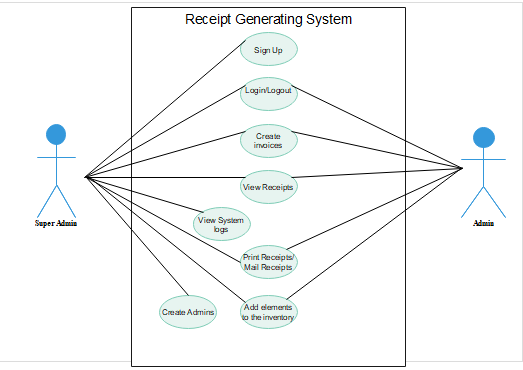 Receipt Generating System
Sign Up
Login/Logout
Create
invoices
View Receipts
View System
logs
Print Receipts/
Mail Receipts
Create Admins
Add elements
to the inventory
Super Admin
Admin